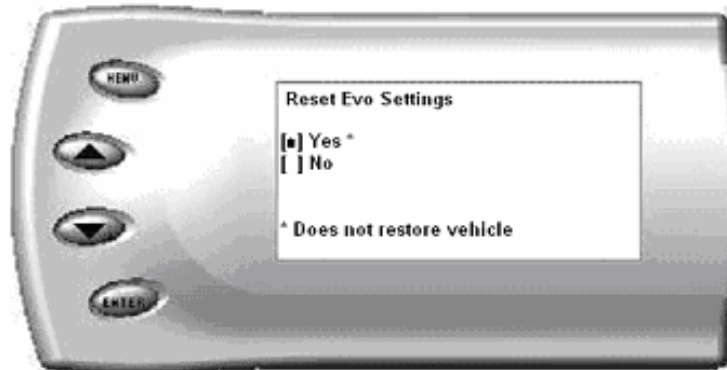 MENU
Reset Evo Settings
[▪] Yes *
[ ] No
* Does not restore vehicle
ENTER